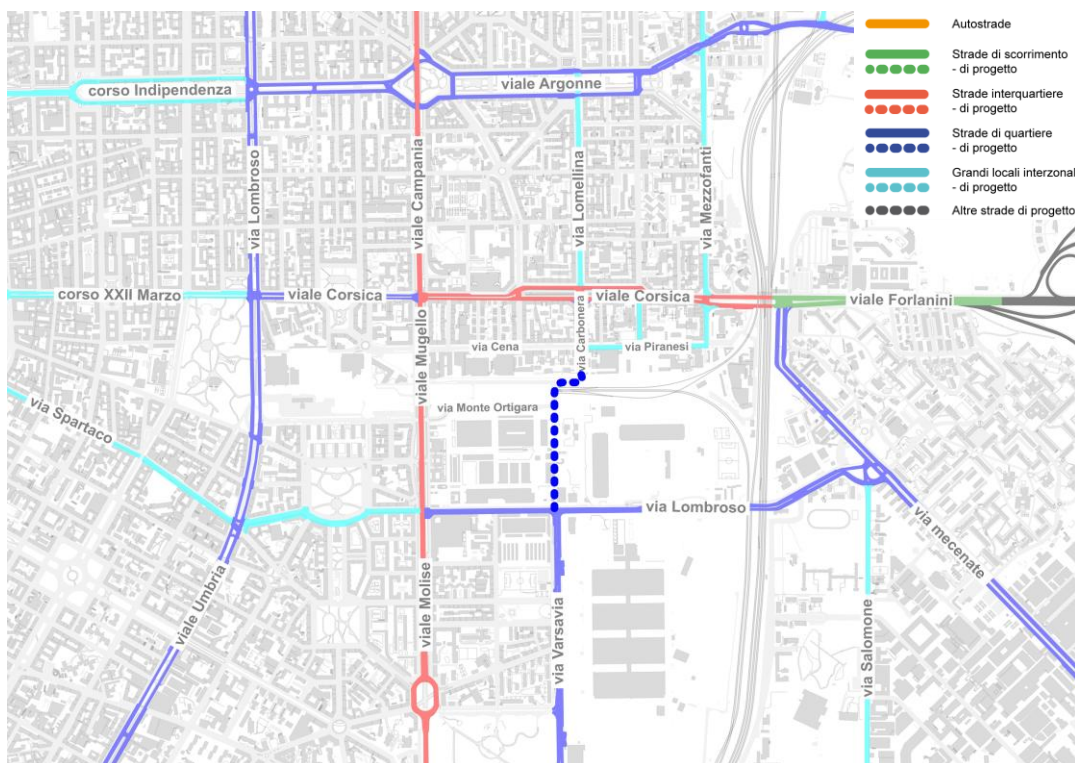 Autostrade
Strade di scorrimento
- di progetto
Strade interquartiere
- di progetto
Strade di quartiere
- di progetto
Grandi locali interzonal
- di progetto
Altre strade di progetto
corso Indipendenza
viale Argonne
via Lombroso
viale Campania
via Lomellina
via Mezzofanti
corso XXII Marzo
viale Corsica
viale Corsica
viale Forlanini
viale Mugello
via Cena
via Carbonera
via Piranesi
via Spartaco
via Monte Ortigara
via Lombroso
via mecenate
viale Umbria
viale Molise
via Varsavia
via Salomone